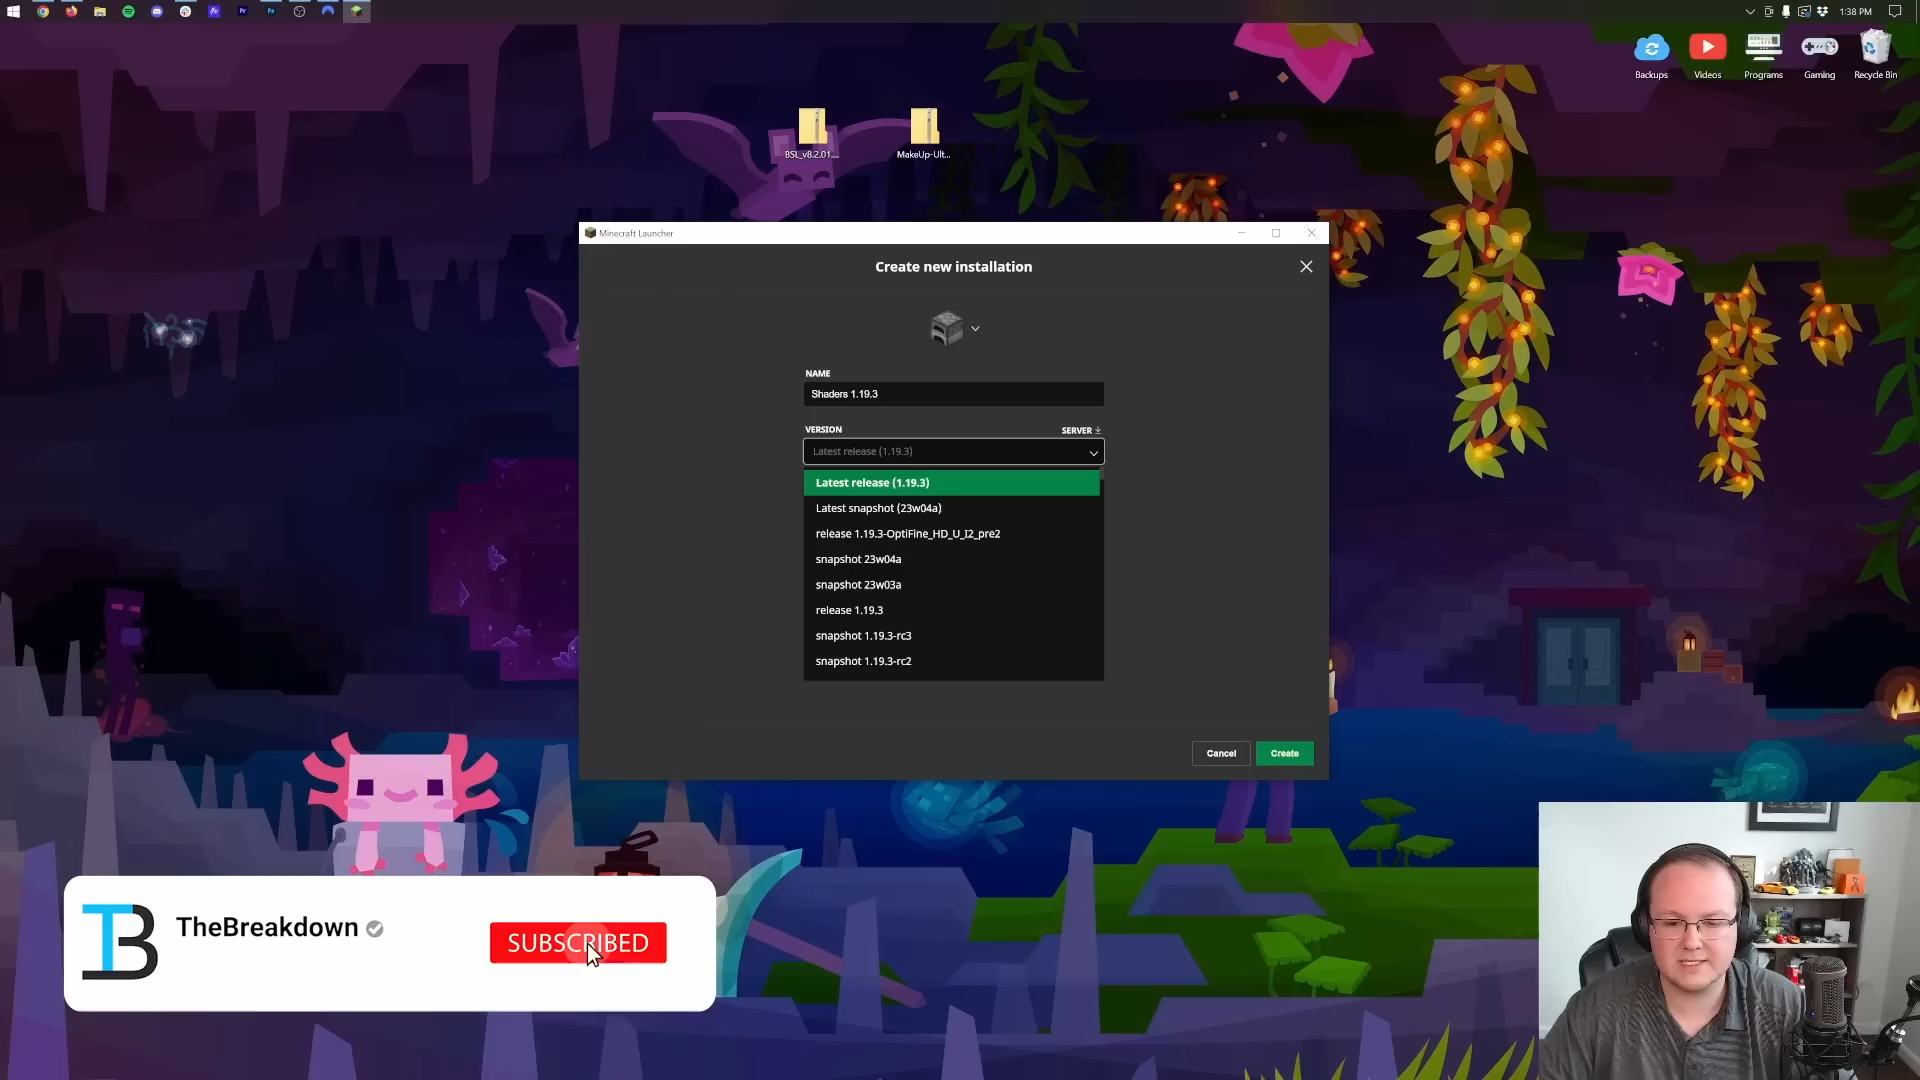 1:38 PM
Backups
Videos
Programs
Gaming
Recycle Bin
BSL_v8.2.01....
MakeUp-Ult...
Minecraft Launcher
Create new installation
NAME
Shaders 1.19.3
VERSION
SERVER
Latest release (1.19.3)
Latest release (1.19.3)
Latest snapshot (23w04a)
release 1.19.3-OptiFine_HD_U_I2_pre2
snapshot 23w04a
snapshot 23w03a
release 1.19.3
snapshot 1.19.3-rc3
snapshot 1.19.3-rc2
Cancel
Create
TB
TheBreakdown
SUBSCRIBED